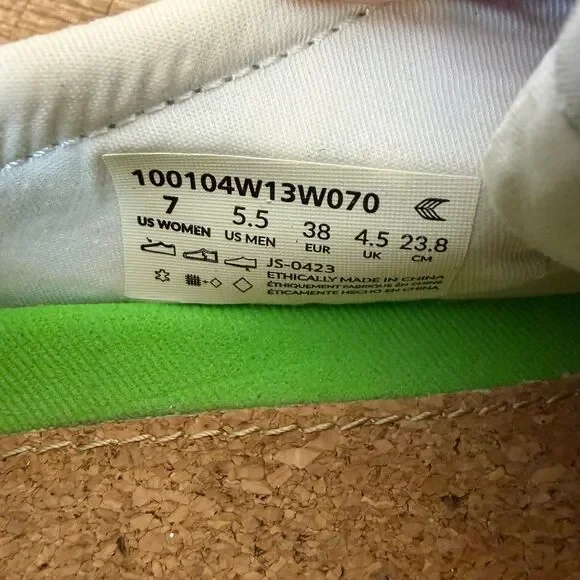 100104W13W070
7 5.5 38 4.5 23.8
US WOMEN US MEN EUR UK CM
JS-0423
ETHICALLY MADE IN CHINA
ÉTHIQUEMENT FABRIQUÉ EN CHINE
ÉTICAMENTE HECHO EN CHINA